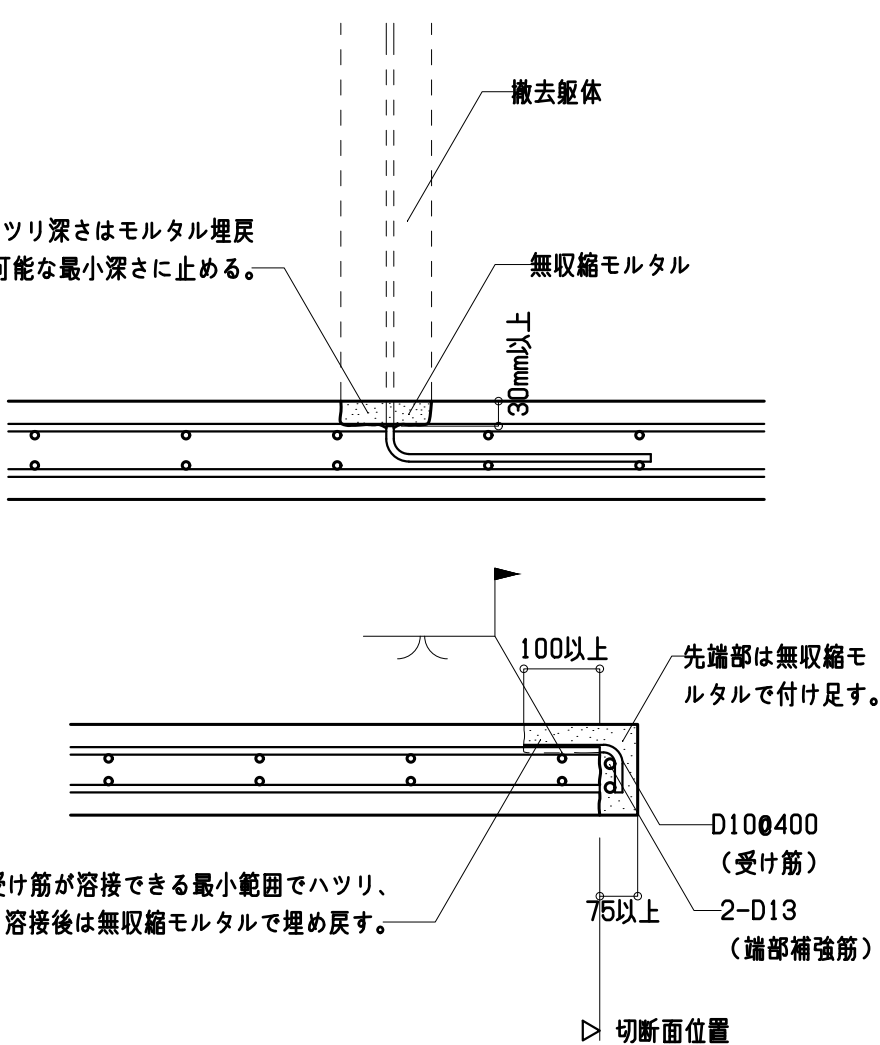 撤去躯体
ツリ深さはモルタル埋戻
可能な最小深さに止める。
無収縮モルタル
30mm以上
100以上
先端部は無収縮モ
ルタルで付け足す。
D10@400
（受け筋）
受け筋が溶接できる最小範囲でハツリ、
溶接後は無収縮モルタルで埋め戻す。
75以上
2-D13
（端部補強筋）
切断面位置